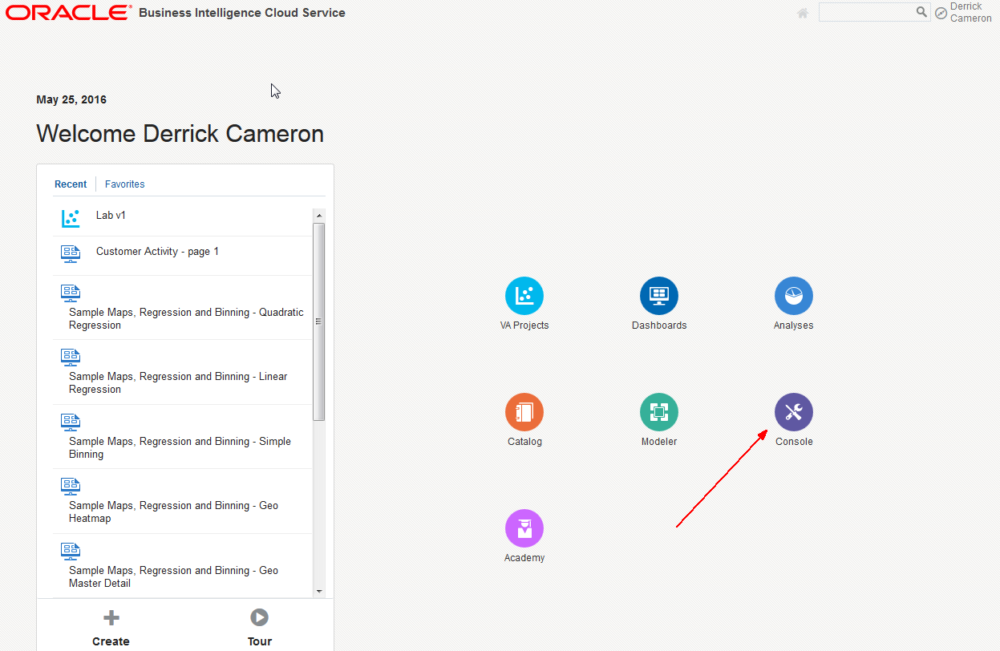 ORACLE Business Intelligence Cloud Service
Derrick
Cameron
May 25, 2016
Welcome Derrick Cameron
Recent
Favorites
Lab v1
Customer Activity - page 1
Sample Maps, Regression and Binning - Quadratic
Regression
Sample Maps, Regression and Binning - Linear
Regression
Sample Maps, Regression and Binning - Simple
Binning
Sample Maps, Regression and Binning - Geo
Heatmap
Sample Maps, Regression and Binning - Geo
Master Detail
Create
Tour
VA Projects
Dashboards
Analyses
Catalog
Modeler
Console
Academy